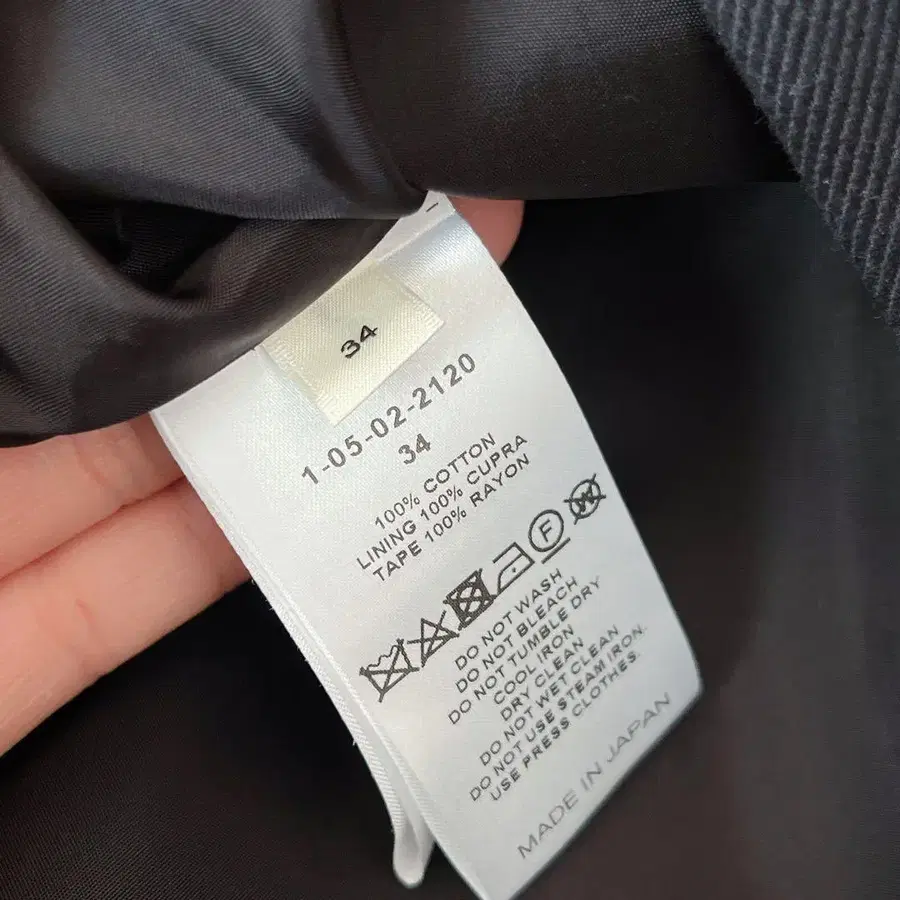 34
1-05-02-2120
34
100% COTTON
LINING 100% CUPRA
TAPE 100% RAYON
F
W
DO NOT WASH
DO NOT BLEACH
DO NOT TUMBLE DRY
COOL IRON
DRY CLEAN
DO NOT WET CLEAN
DO NOT USE STEAM IRON.
USE PRESS CLOTHES.
MADE IN JAPAN